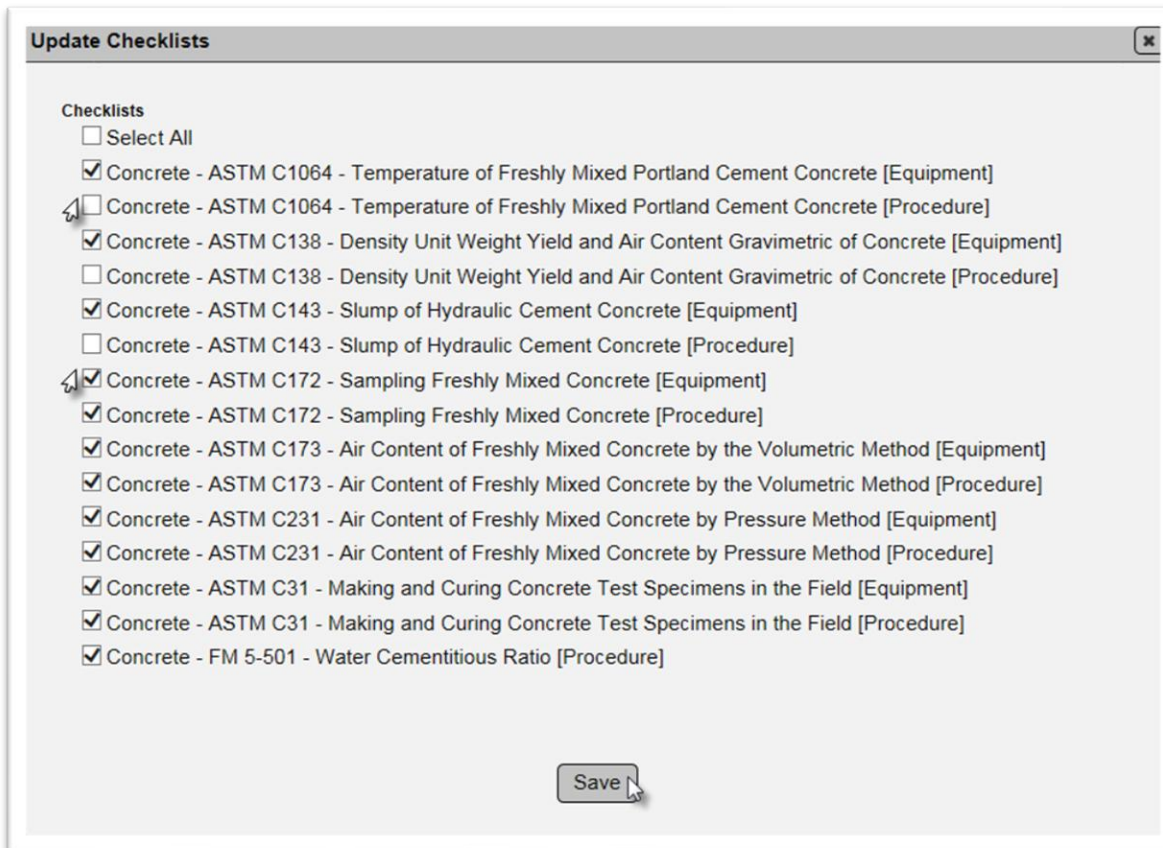 Update Checklists
Checklists
Select All
Concrete - ASTM C1064 - Temperature of Freshly Mixed Portland Cement Concrete [Equipment]
Concrete - ASTM C1064 - Temperature of Freshly Mixed Portland Cement Concrete [Procedure]
Concrete - ASTM C138 - Density Unit Weight Yield and Air Content Gravimetric of Concrete [Equipment]
Concrete - ASTM C138 - Density Unit Weight Yield and Air Content Gravimetric of Concrete [Procedure]
Concrete - ASTM C143 - Slump of Hydraulic Cement Concrete [Equipment]
Concrete - ASTM C143 - Slump of Hydraulic Cement Concrete [Procedure]
Concrete - ASTM C172 - Sampling Freshly Mixed Concrete [Equipment]
Concrete - ASTM C172 - Sampling Freshly Mixed Concrete [Procedure]
Concrete - ASTM C173 - Air Content of Freshly Mixed Concrete by the Volumetric Method [Equipment]
Concrete - ASTM C173 - Air Content of Freshly Mixed Concrete by the Volumetric Method [Procedure]
Concrete - ASTM C231 - Air Content of Freshly Mixed Concrete by Pressure Method [Equipment]
Concrete - ASTM C231 - Air Content of Freshly Mixed Concrete by Pressure Method [Procedure]
Concrete - ASTM C31 - Making and Curing Concrete Test Specimens in the Field [Equipment]
Concrete - ASTM C31 - Making and Curing Concrete Test Specimens in the Field [Procedure]
Concrete - FM 5-501 - Water Cementitious Ratio [Procedure]
Save